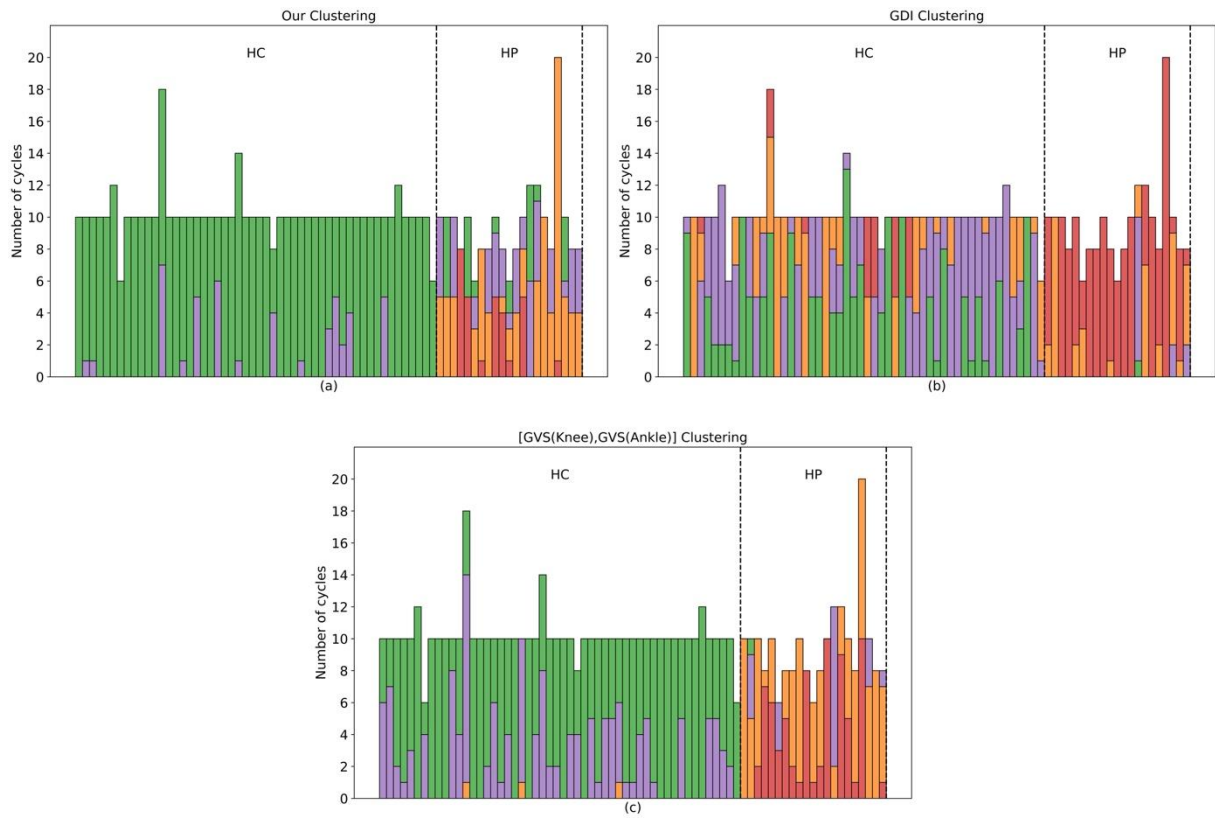 Our Clustering
HC
HP
20
18
16
14
12
10
8
6
4
2
0
Number of cycles
(a)
GDI Clustering
HC
HP
20
18
16
14
12
10
8
6
4
2
0
Number of cycles
(b)
[GVS(Knee),GVS(Ankle)] Clustering
HC
HP
20
18
16
14
12
10
8
6
4
2
0
Number of cycles
(c)